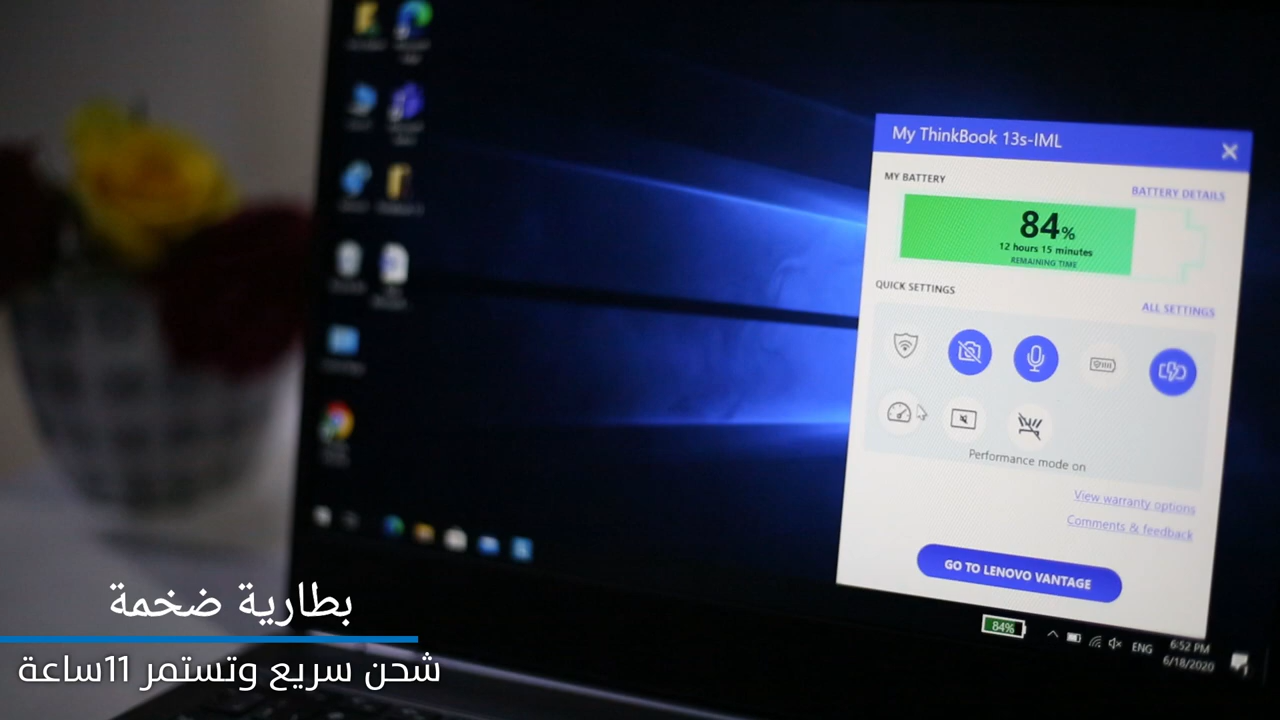 My ThinkBook 13s-IML
MY BATTERY
BATTERY DETAILS
84%
12 hours 15 minutes
REMAINING TIME
QUICK SETTINGS
ALL SETTINGS
Performance mode on
View warranty options
Comments & feedback
GO TO LENOVO VANTAGE
84%
ENG
6:52 PM
6/18/2020
بطارية ضخمة
شحن سريع وتستمر 11ساعة